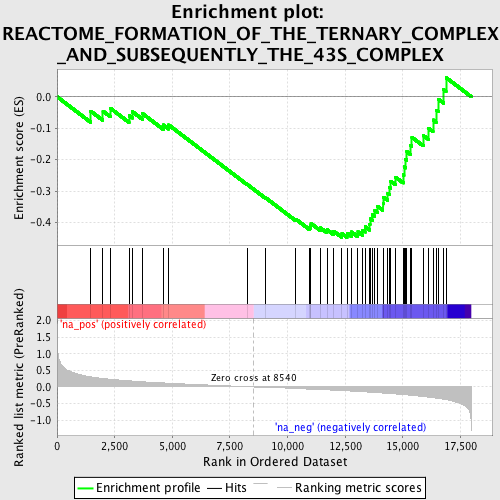 Enrichment plot:
REACTOME_FORMATION_OF_THE_TERNARY_COMPLEX
_AND_SUBSEQUENTLY_THE_43S_COMPLEX
Enrichment score (ES)
0.0
-0.1
-0.2
-0.3
-0.4
'na_pos' (positively correlated)
Ranked list metric (PreRanked)
2.0
1.5
1.0
0.5
0.0
-0.5
-1.0
Zero cross at 8540
'na_neg' (negatively correlated)
0
2,500
5,000
7,500
10,000
12,500
15,000
17,500
Rank in Ordered Dataset
Enrichment profile
Hits
Ranking metric scores